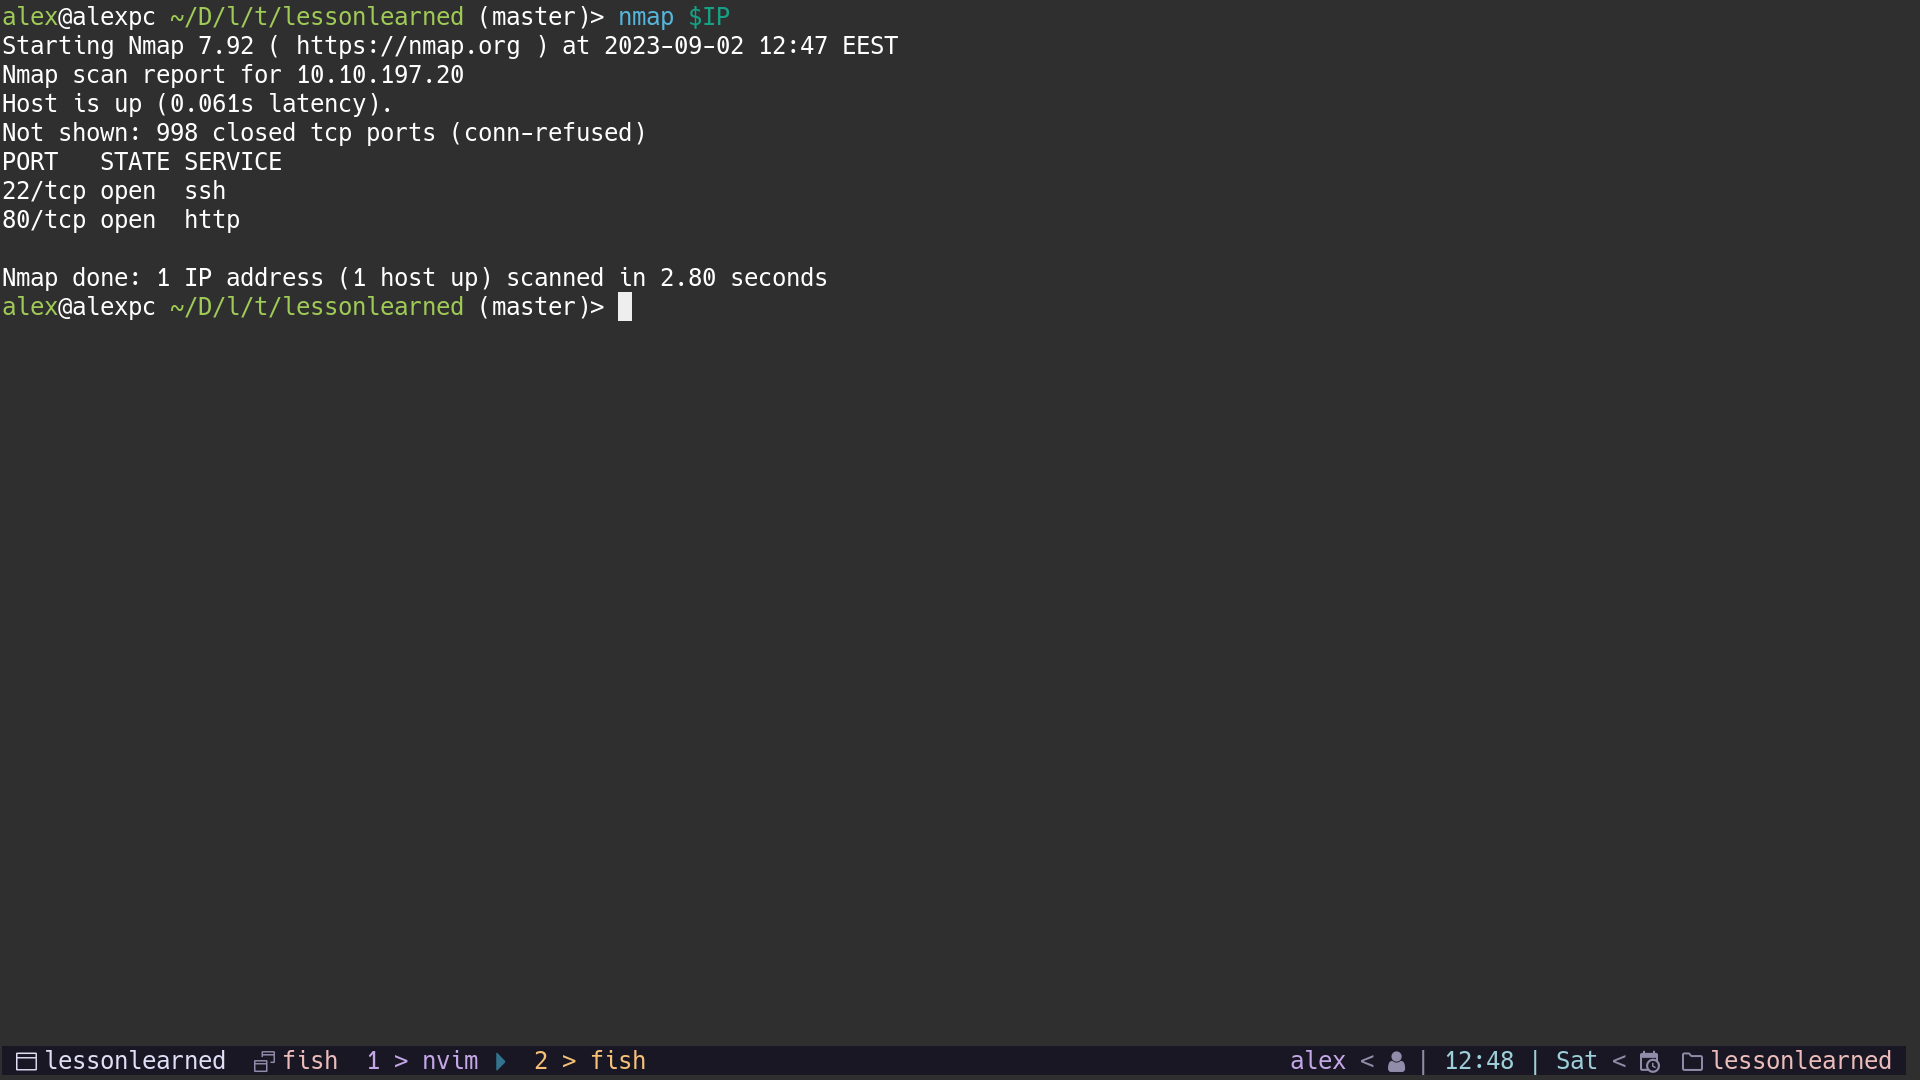 alex@alexpc ~/D/l/t/lessonlearned (master)> nmap $IP
Starting Nmap 7.92 ( https://nmap.org ) at 2023-09-02 12:47 EEST
Nmap scan report for 10.10.197.20
Host is up (0.061s latency).
Not shown: 998 closed tcp ports (conn-refused)
PORT   STATE SERVICE
22/tcp open  ssh
80/tcp open  http

Nmap done: 1 IP address (1 host up) scanned in 2.80 seconds
alex@alexpc ~/D/l/t/lessonlearned (master)>
lessonlearned fish 1 > nvim 2 > fish alex < | 12:48 | Sat < lessonlearned